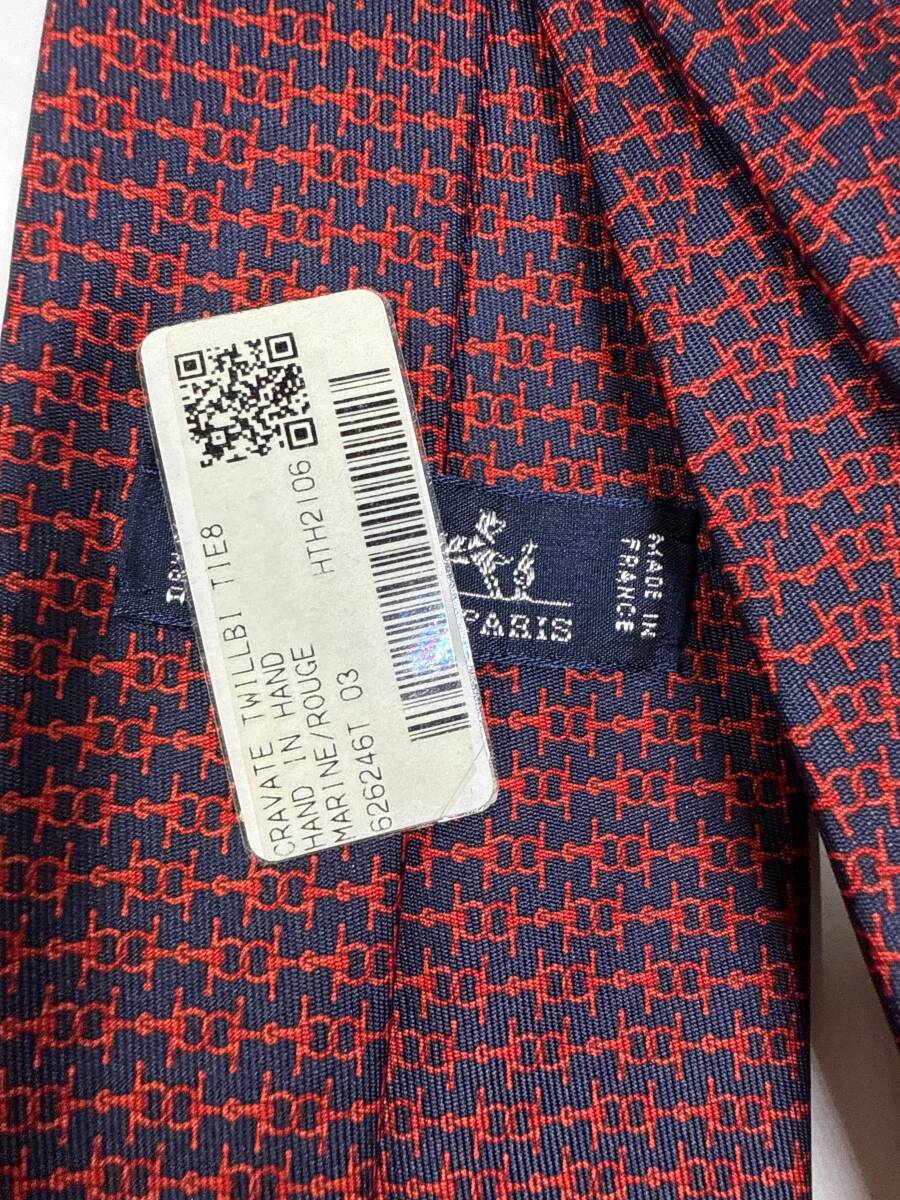 CRAVATE TWILLBI TIE8
HAND IN HAND HTH2106
MARINE/ROUGE
626246T 03
PARIS
MADE IN
FRANCE